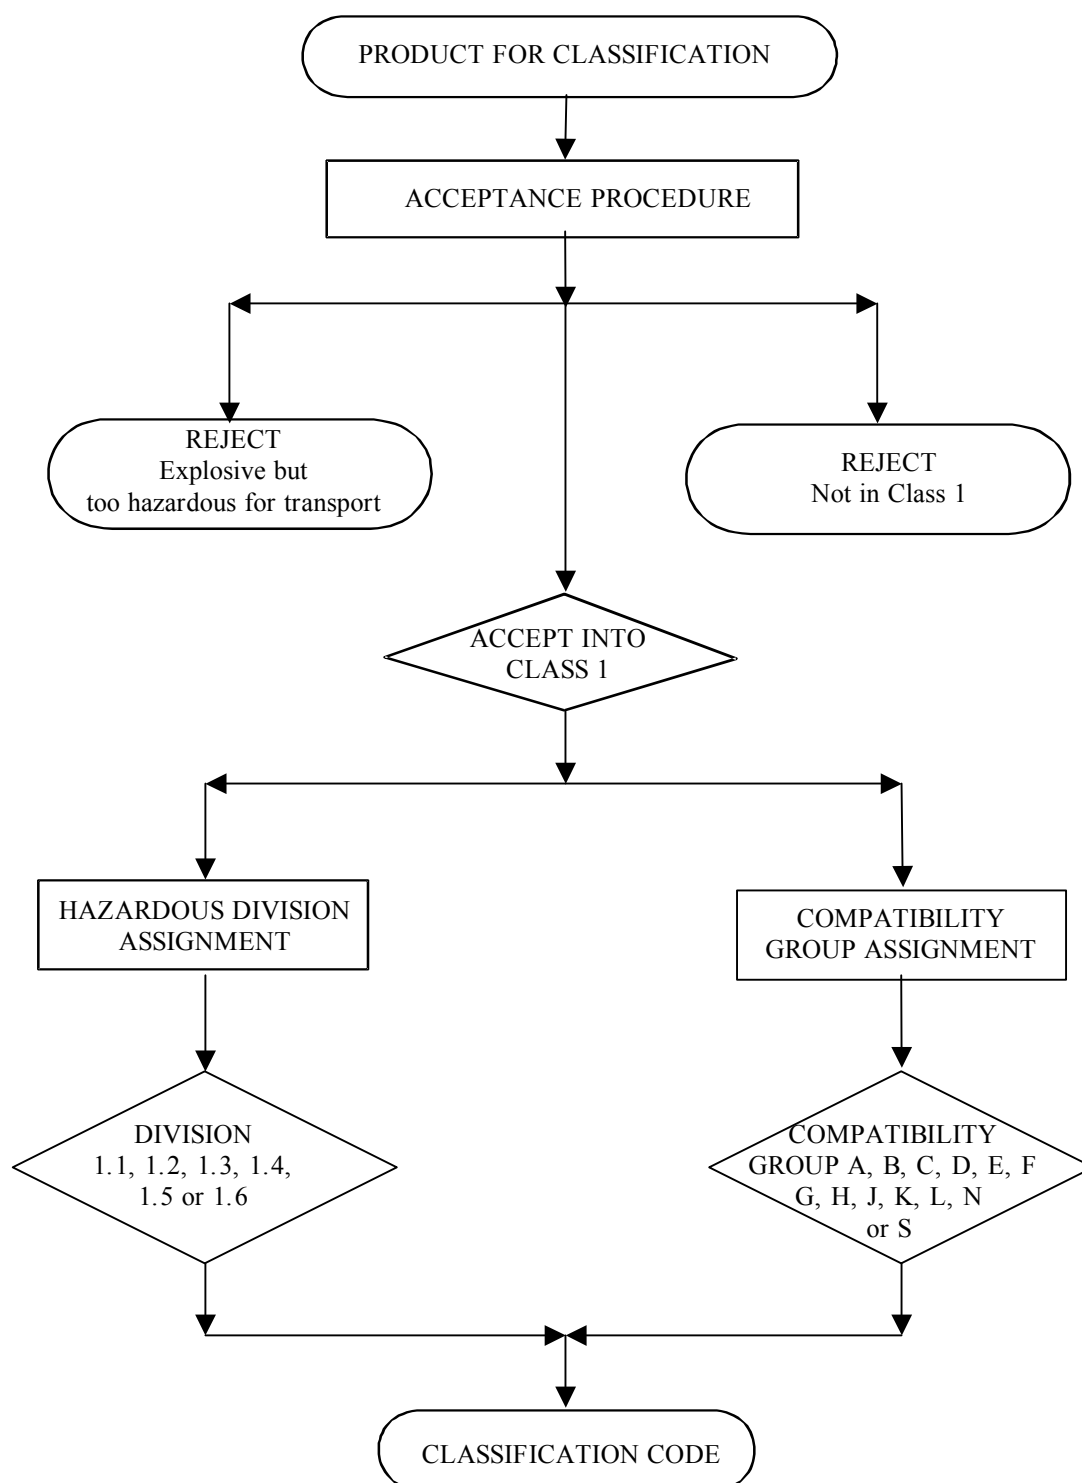 PRODUCT FOR CLASSIFICATION
ACCEPTANCE PROCEDURE
REJECT
Explosive but
too hazardous for transport
REJECT
Not in Class 1
ACCEPT INTO
CLASS 1
HAZARDOUS DIVISION
ASSIGNMENT
COMPATIBILITY
GROUP ASSIGNMENT
DIVISION
1.1, 1.2, 1.3, 1.4,
1.5 or 1.6
COMPATIBILITY
GROUP A, B, C, D, E, F
G, H, J, K, L, N
or S
CLASSIFICATION CODE